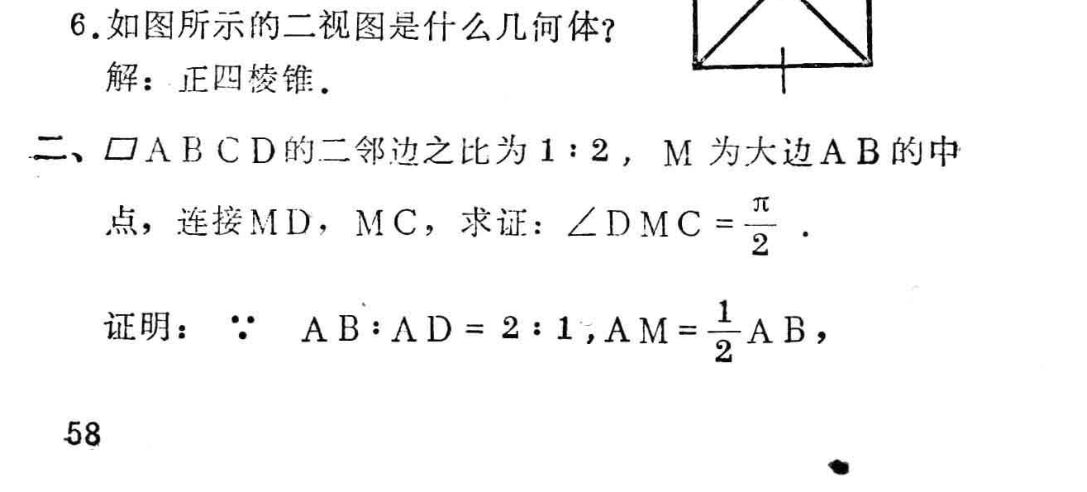 6.如图所示的二视图是什么几何体?
解: 正四棱锥.
二、▱ABCD的二邻边之比为1:2, M 为大边AB的中
点, 连接MD, MC, 求证: ∠DMC = π/2 .
证明: ∵ AB:AD = 2:1, AM = 1/2 AB,
58